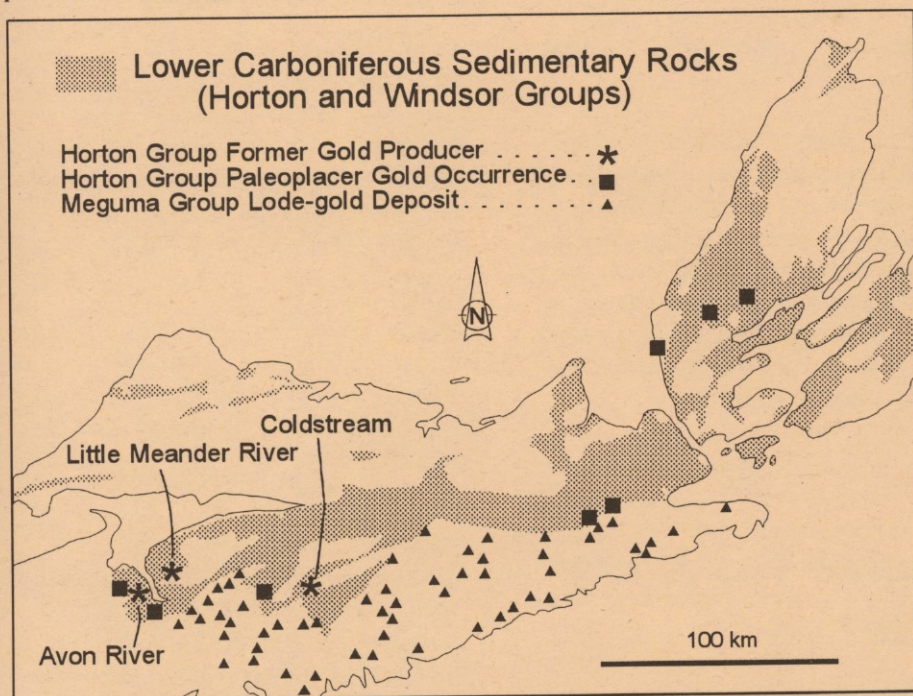 Lower Carboniferous Sedimentary Rocks
(Horton and Windsor Groups)
Horton Group Former Gold Producer . . . . . .
Horton Group Paleoplacer Gold Occurrence. .
Meguma Group Lode-gold Deposit. . . . . . . .
N
Coldstream
Little Meander River
Avon River
100 km